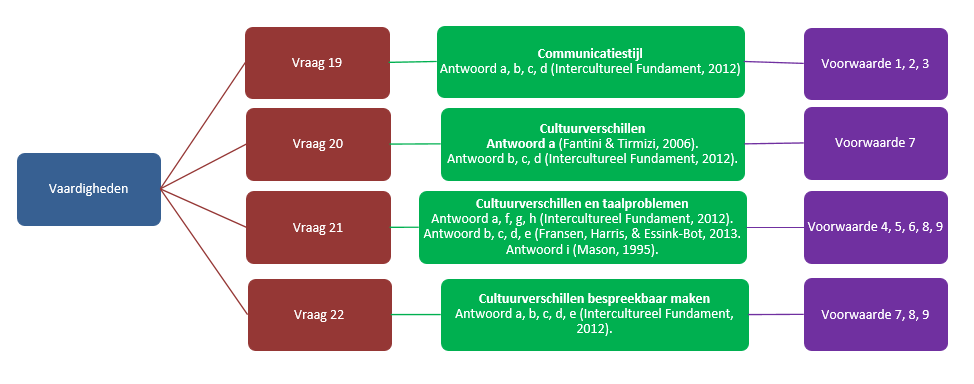 Vaardigheden
Vraag 19
Communicatiestijl
Antwoord a, b, c, d (Intercultureel Fundament, 2012)
Voorwaarde 1, 2, 3
Vraag 20
Cultuurverschillen
Antwoord a (Fantini & Tirmizi, 2006).
Antwoord b, c, d (Intercultureel Fundament, 2012).
Voorwaarde 7
Vraag 21
Cultuurverschillen en taalproblemen
Antwoord a, f, g, h (Intercultureel Fundament, 2012).
Antwoord b, c, d, e (Fransen, Harris, & Essink-Bot, 2013.
Antwoord i (Mason, 1995).
Voorwaarde 4, 5, 6, 8, 9
Vraag 22
Cultuurverschillen bespreekbaar maken
Antwoord a, b, c, d, e (Intercultureel Fundament,
2012).
Voorwaarde 7, 8, 9